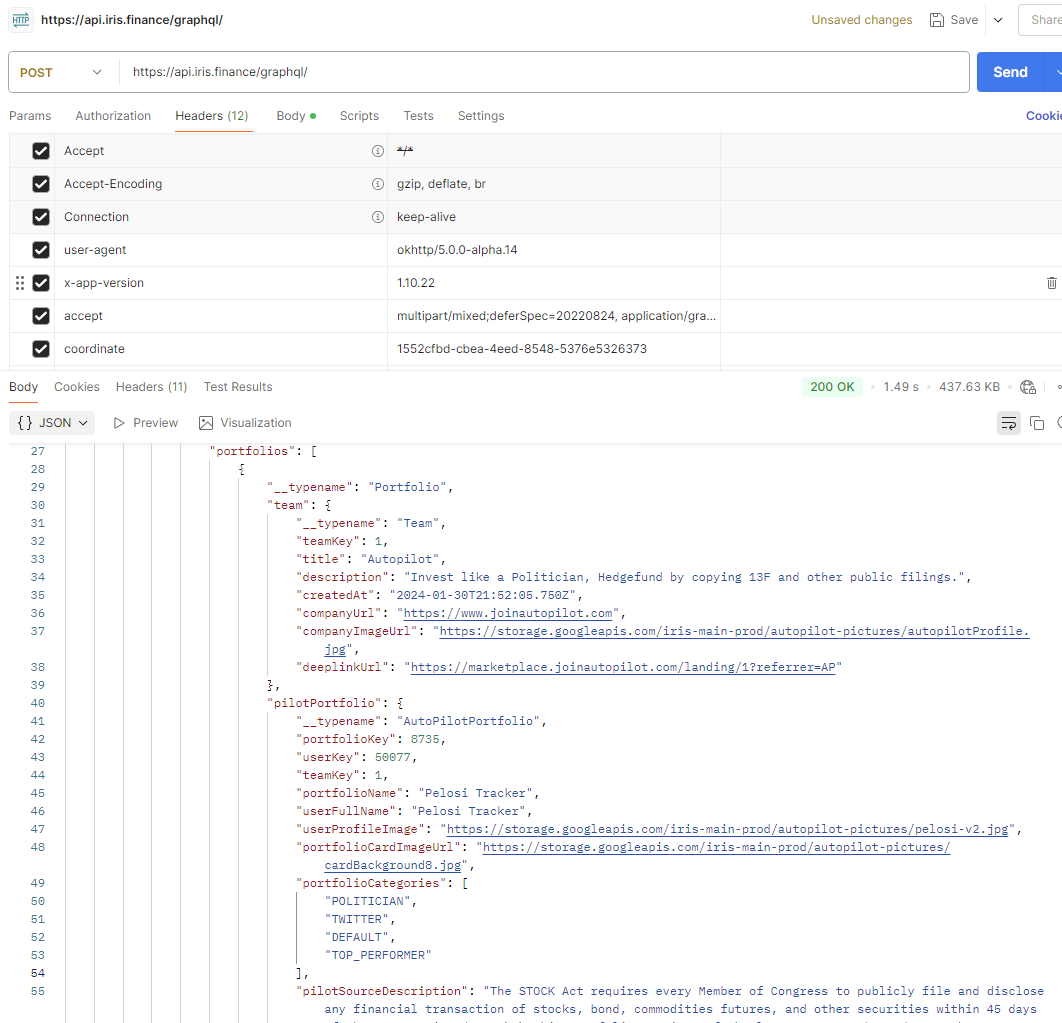 HTTP https://api.iris.finance/graphql/ Unsaved changes Save Share
POST https://api.iris.finance/graphql/ Send
Params Authorization Headers (12) Body Scripts Tests Settings Cookie
Accept */*
Accept-Encoding gzip, deflate, br
Connection keep-alive
user-agent okhttp/5.0.0-alpha.14
x-app-version 1.10.22
accept multipart/mixed;deferSpec=20220824, application/gra...
coordinate 1552cfbd-cbea-4eed-8548-5376e5326373
Body Cookies Headers (11) Test Results 200 OK • 1.49 s • 437.63 KB
{} JSON Preview Visualization
27 "portfolios": [
28 {
29 "__typename": "Portfolio",
30 "team": {
31 "__typename": "Team",
32 "teamKey": 1,
33 "title": "Autopilot",
34 "description": "Invest like a Politician, Hedgefund by copying 13F and other public filings.",
35 "createdAt": "2024-01-30T21:52:05.750Z",
36 "companyUrl": "https://www.joinautopilot.com",
37 "companyImageUrl": "https://storage.googleapis.com/iris-main-prod/autopilot-pictures/autopilotProfile.
jpg",
38 "deeplinkUrl": "https://marketplace.joinautopilot.com/landing/1?referrer=AP"
39 },
40 "pilotPortfolio": {
41 "__typename": "AutoPilotPortfolio",
42 "portfolioKey": 8735,
43 "userKey": 50077,
44 "teamKey": 1,
45 "portfolioName": "Pelosi Tracker",
46 "userFullName": "Pelosi Tracker",
47 "userProfileImage": "https://storage.googleapis.com/iris-main-prod/autopilot-pictures/pelosi-v2.jpg",
48 "portfolioCardImageUrl": "https://storage.googleapis.com/iris-main-prod/autopilot-pictures/
cardBackground8.jpg",
49 "portfolioCategories": [
50 "POLITICIAN",
51 "TWITTER",
52 "DEFAULT",
53 "TOP_PERFORMER"
54 ],
55 "pilotSourceDescription": "The STOCK Act requires every Member of Congress to publicly file and disclose
any financial transaction of stocks, bond, commodities futures, and other securities within 45 days